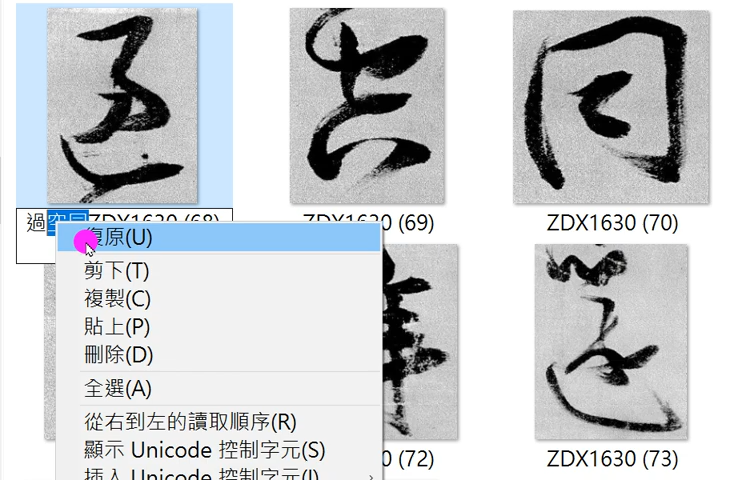 過空同ZDX1630 (68)
ZDX1630 (69)
ZDX1630 (70)
復原(U)
剪下(T)
複製(C)
貼上(P)
刪除(D)
全選(A)
從右到左的讀取順序(R)
顯示 Unicode 控制字元(S)
插入 Unicode 控制字元(I)
0 (72)
ZDX1630 (73)